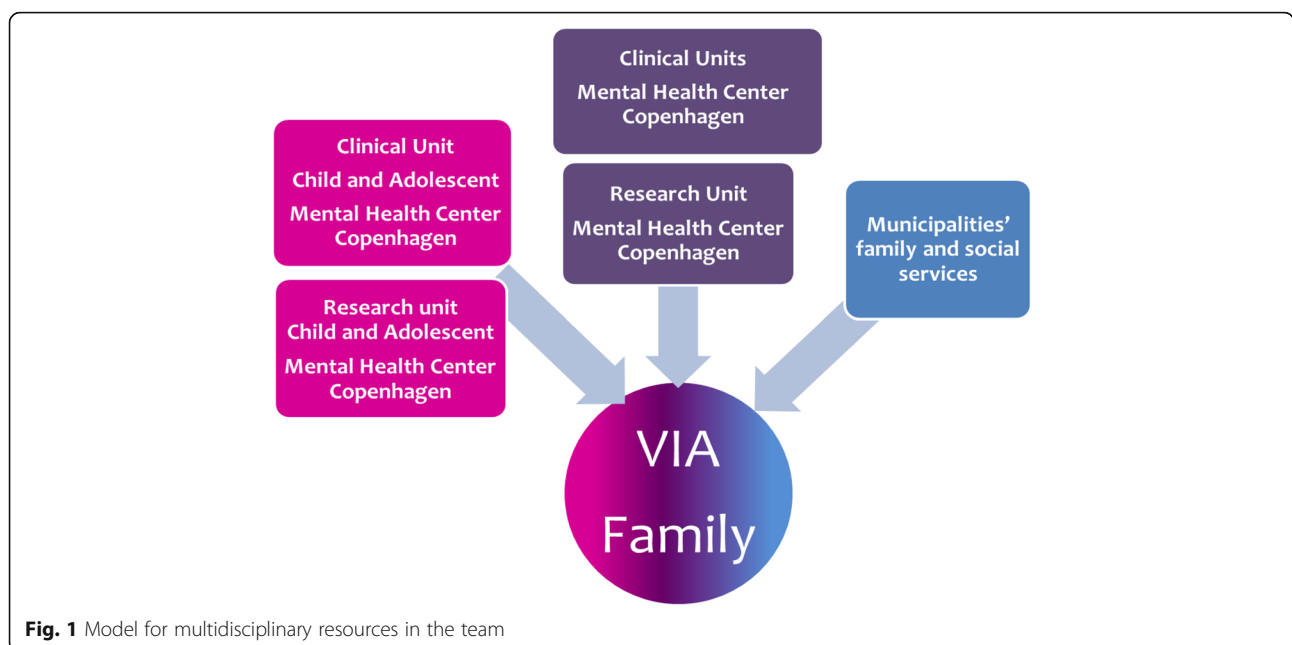 Clinical Unit
Child and Adolescent
Mental Health Center
Copenhagen
Research unit
Child and Adolescent
Mental Health Center
Copenhagen
Clinical Units
Mental Health Center
Copenhagen
Research Unit
Mental Health Center
Copenhagen
Municipalities’
family and social
services
VIA
Family
Fig. 1 Model for multidisciplinary resources in the team